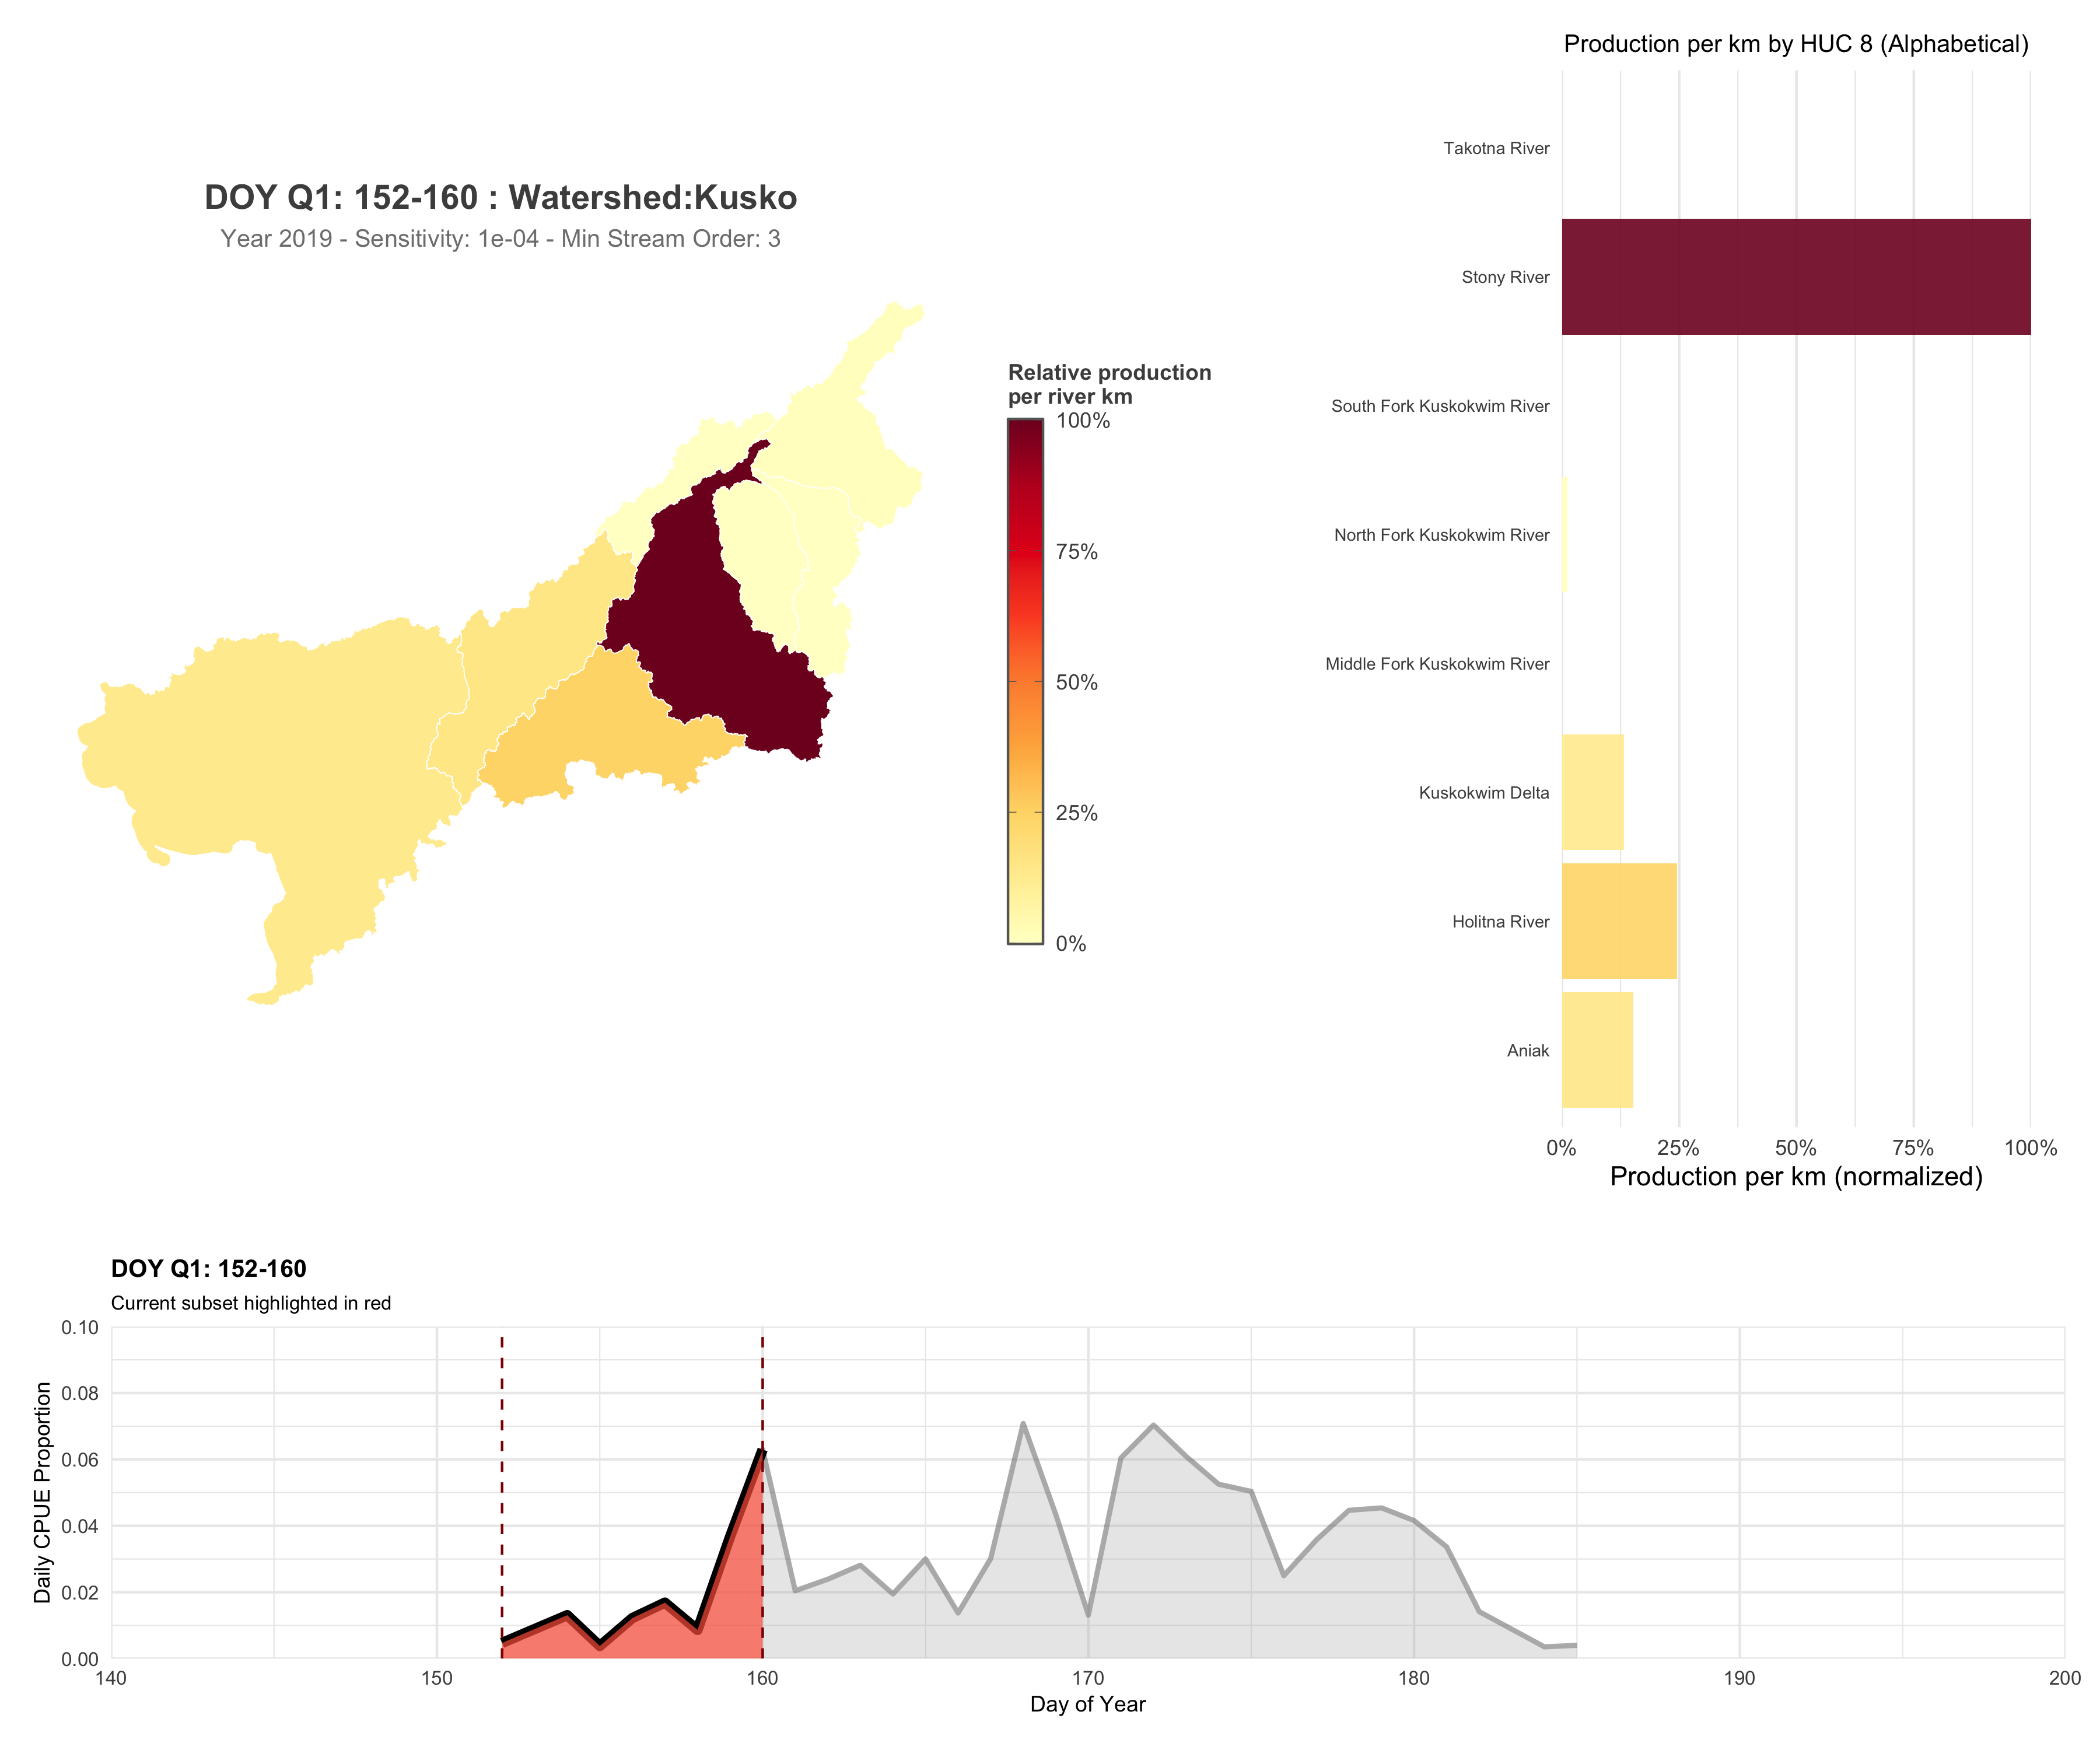 Production per km by HUC 8 (Alphabetical)
Takotna River
Stony River
South Fork Kuskokwim River
North Fork Kuskokwim River
Middle Fork Kuskokwim River
Kuskokwim Delta
Holitna River
Aniak
0% 25% 50% 75% 100%
Production per km (normalized)
DOY Q1: 152-160 : Watershed:Kusko
Year 2019 - Sensitivity: 1e-04 - Min Stream Order: 3
Relative production
per river km
100%
75%
50%
25%
0%
DOY Q1: 152-160
Current subset highlighted in red
Daily CPUE Proportion
0.10
0.08
0.06
0.04
0.02
0.00
140 150 160 170 180 190 200
Day of Year